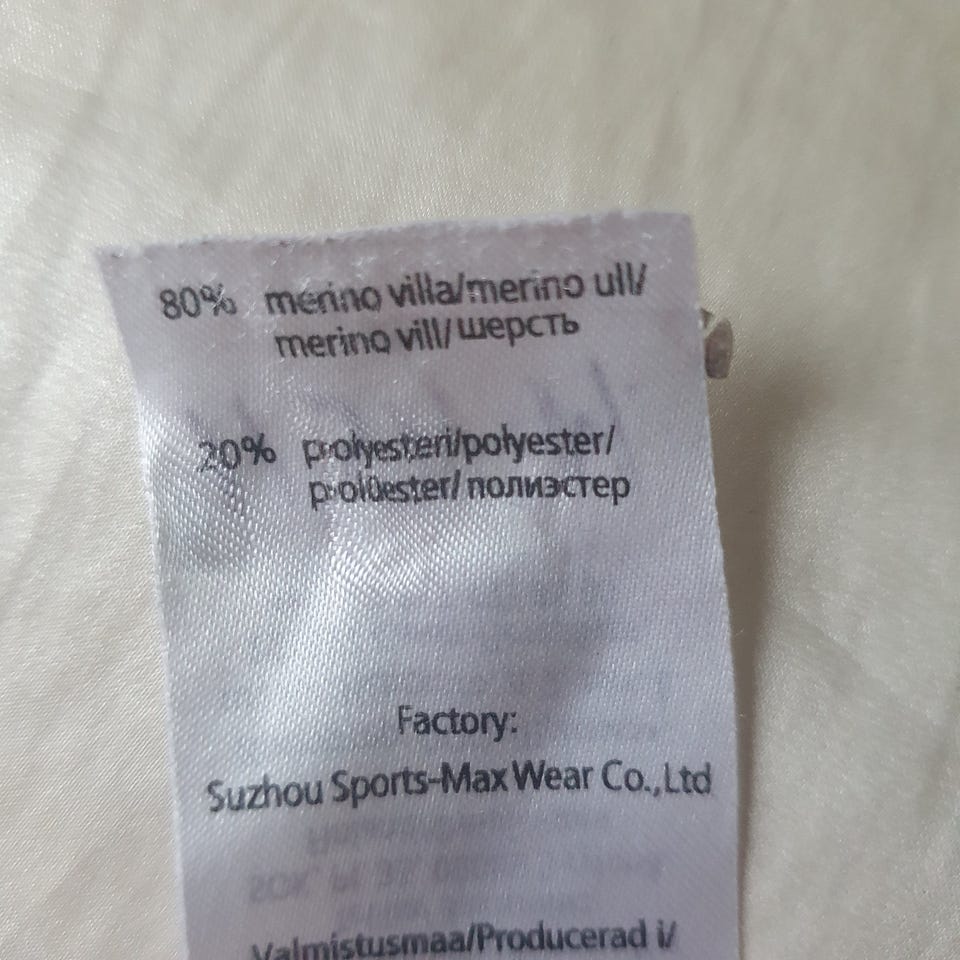 80% merino villa/merino ull/
merino vill/шерсть
20% polyesteri/polyester/
polüester/полиэстер
Factory:
Suzhou Sports-Max Wear Co.,Ltd
Valmistusmaa/Producerad i/